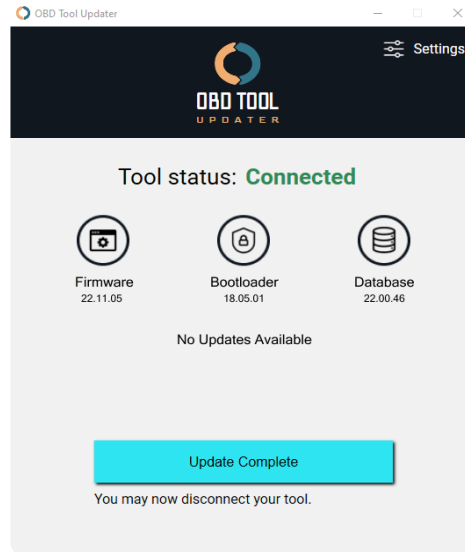 OBD Tool Updater
Settings
OBD TOOL
UPDATER
Tool status: Connected
Firmware
22.11.05
Bootloader
18.05.01
Database
22.00.46
No Updates Available
Update Complete
You may now disconnect your tool.